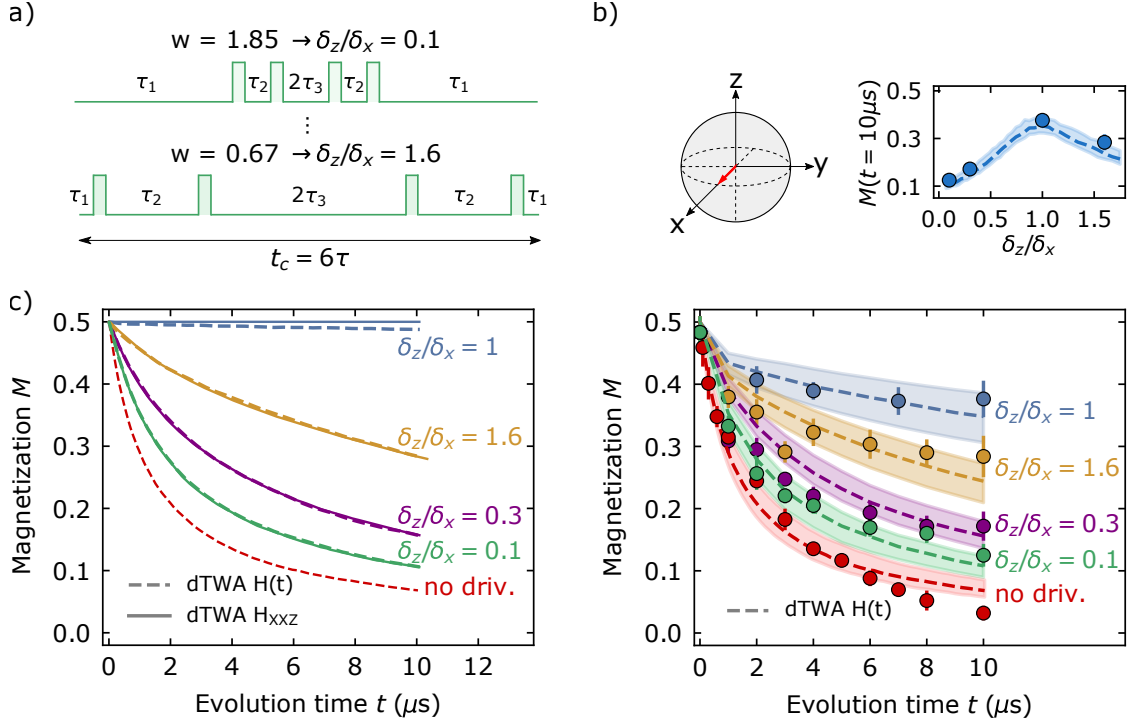 a)
w = 1.85 → δz/δx = 0.1
τ1 τ2 2τ3 τ2 τ1
⋮
w = 0.67 → δz/δx = 1.6
τ1 τ2 2τ3 τ2 τ1
tc = 6τ
b)
z
y
x
M(t = 10μs)
0.5
0.3
0.1
0.0 0.5 1.0 1.5
δz/δx
c)
Magnetization M
0.5
0.4
0.3
0.2
0.1
0.0
δz/δx = 1
δz/δx = 1.6
δz/δx = 0.3
δz/δx = 0.1
no driv.
dTWA H(t)
dTWA HXXZ
0 2 4 6 8 10 12
Evolution time t (μs)
Magnetization M
0.5
0.4
0.3
0.2
0.1
0.0
δz/δx = 1
δz/δx = 1.6
δz/δx = 0.3
δz/δx = 0.1
no driv.
dTWA H(t)
0 2 4 6 8 10
Evolution time t (μs)